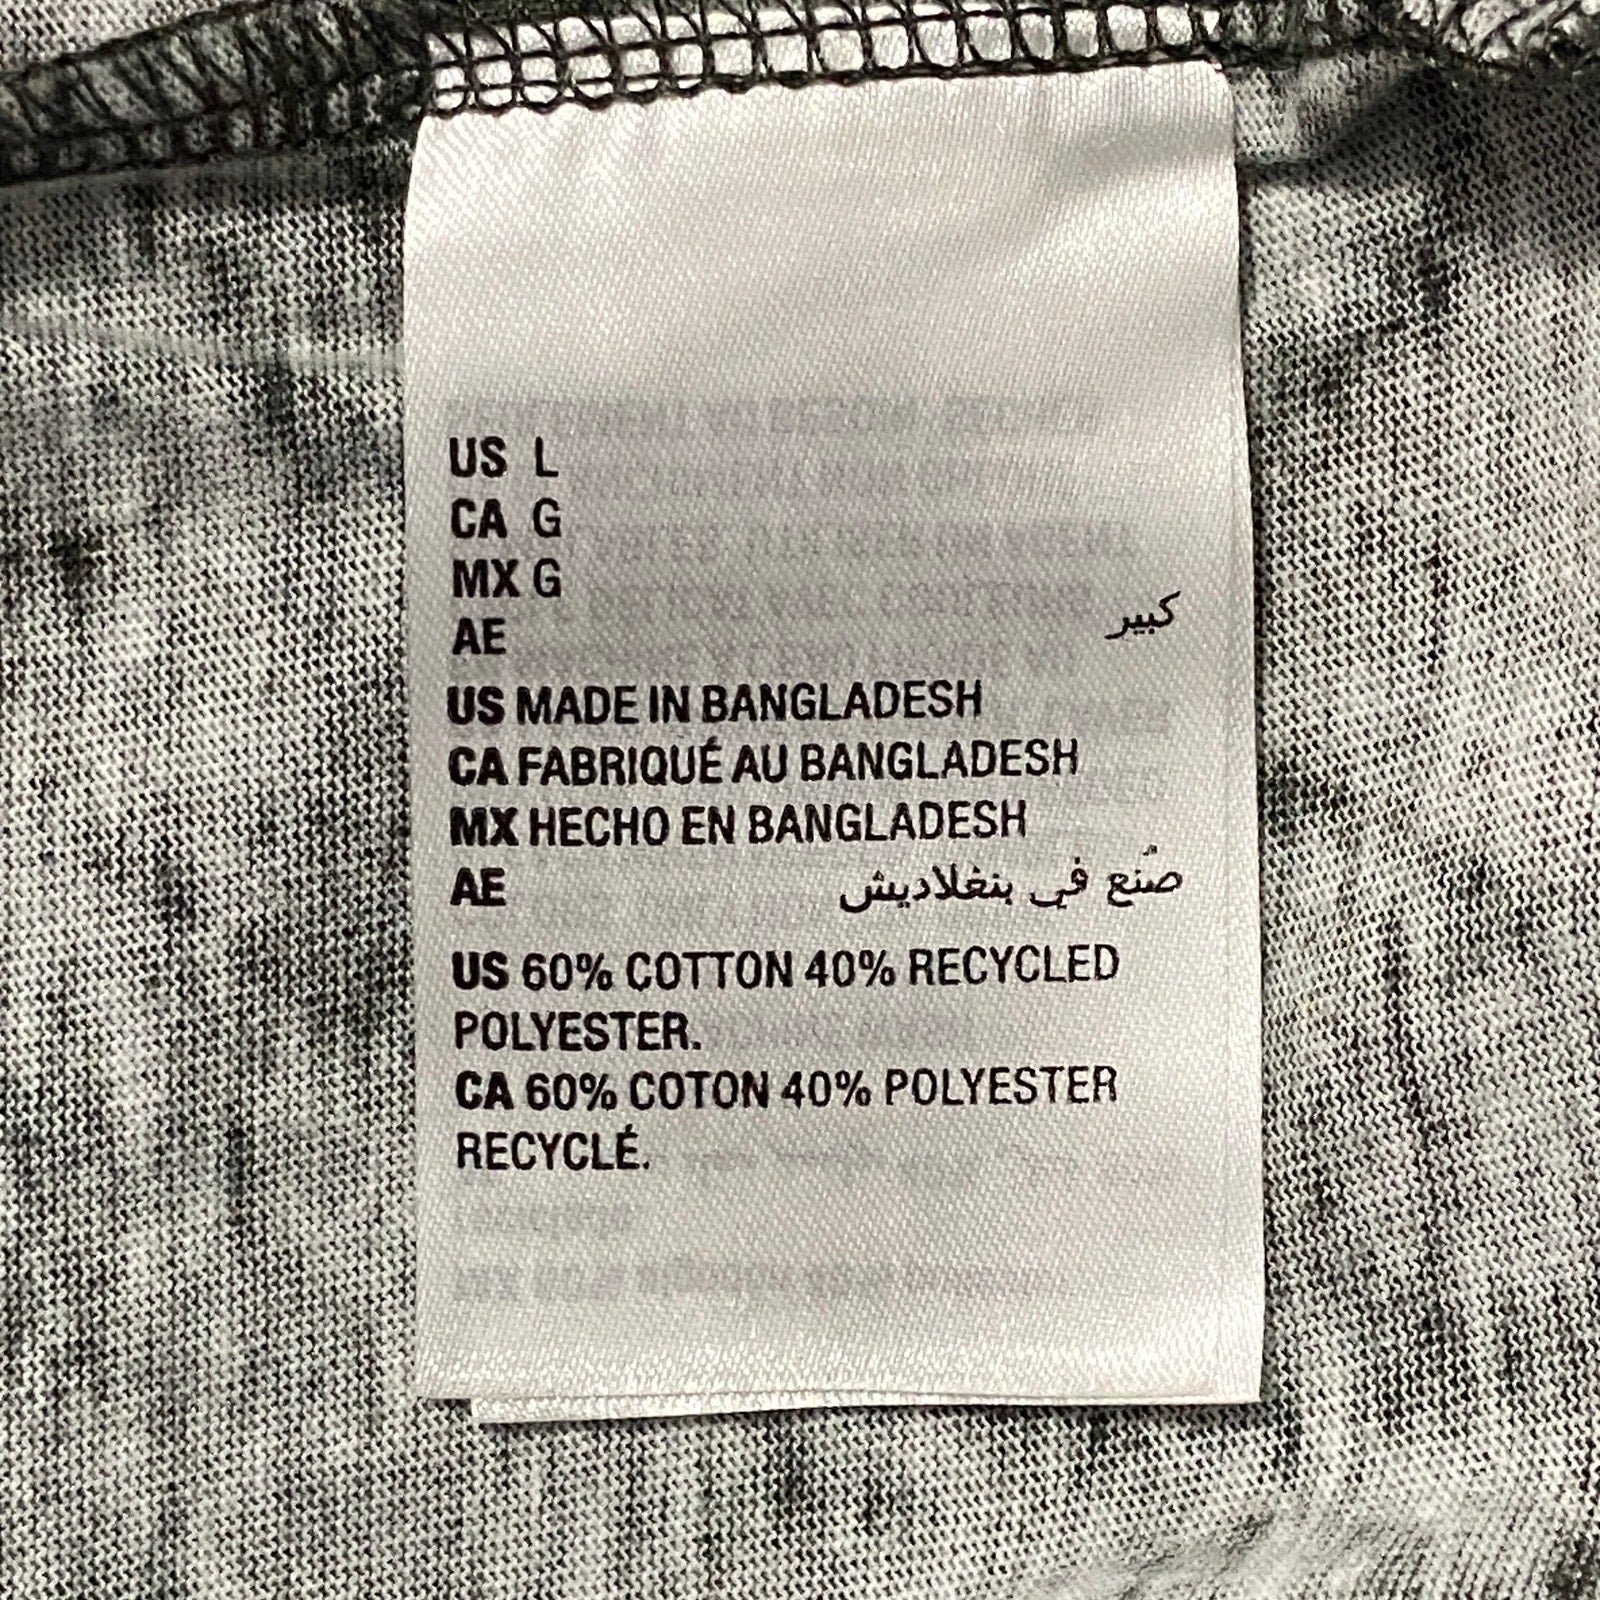 US L
CA G
MX G
AE كبير
US MADE IN BANGLADESH
CA FABRIQUÉ AU BANGLADESH
MX HECHO EN BANGLADESH
AE صُنع في بنغلاديش
US 60% COTTON 40% RECYCLED
POLYESTER.
CA 60% COTON 40% POLYESTER
RECYCLÉ.